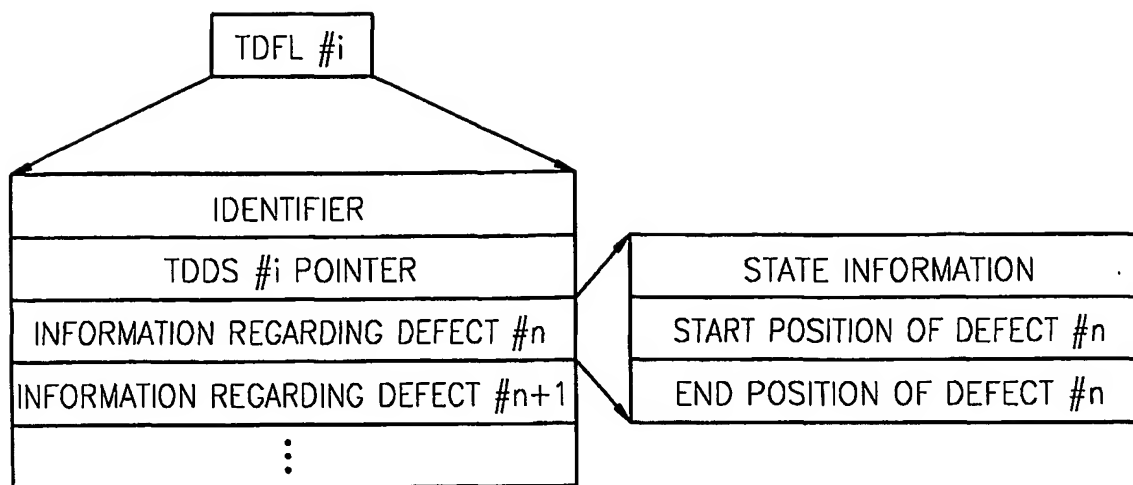 TDFL #i
IDENTIFIER
TDDS #i POINTER
INFORMATION REGARDING DEFECT #n
INFORMATION REGARDING DEFECT #n+1
⋮
STATE INFORMATION
START POSITION OF DEFECT #n
END POSITION OF DEFECT #n